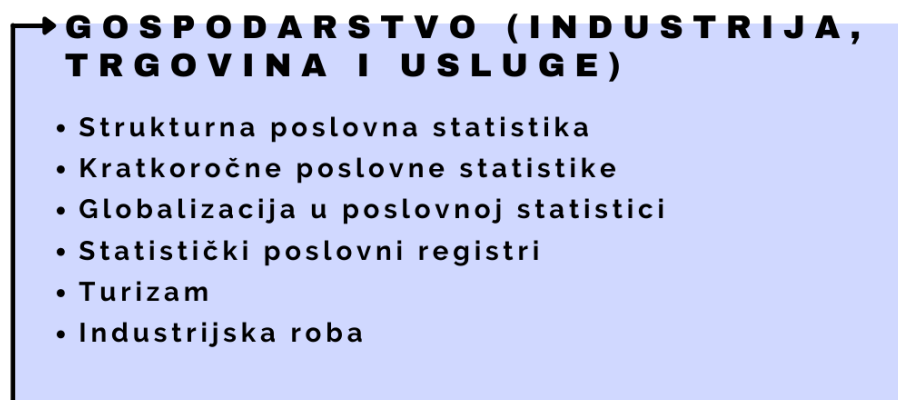 GOSPODARSTVO (INDUSTRIJA,
TRGOVINA I USLUGE)
• Strukturna poslovna statistika
• Kratkoročne poslovne statistike
• Globalizacija u poslovnoj statistici
• Statistički poslovni registri
• Turizam
• Industrijska roba